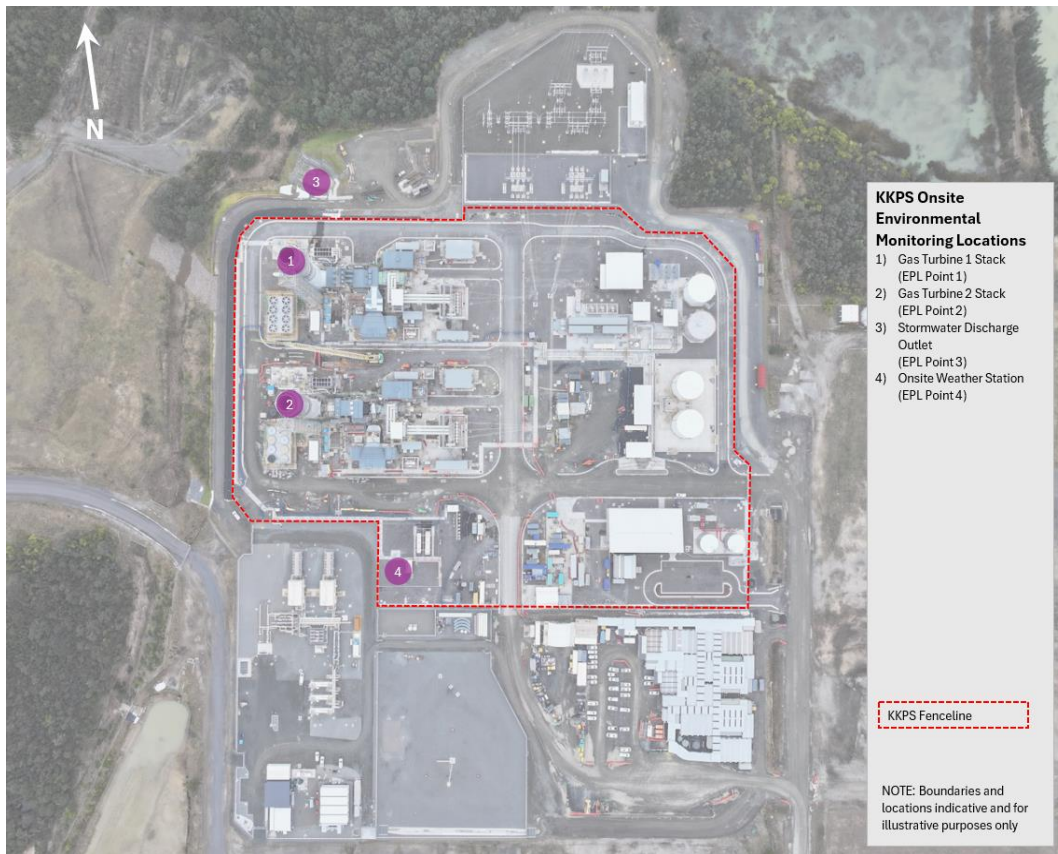 N
3
1
2
4
KKPS Onsite
Environmental
Monitoring Locations
1) Gas Turbine 1 Stack
(EPL Point 1)
2) Gas Turbine 2 Stack
(EPL Point 2)
3) Stormwater Discharge
Outlet
(EPL Point 3)
4) Onsite Weather Station
(EPL Point 4)
KKPS Fenceline
NOTE: Boundaries and
locations indicative and for
illustrative purposes only